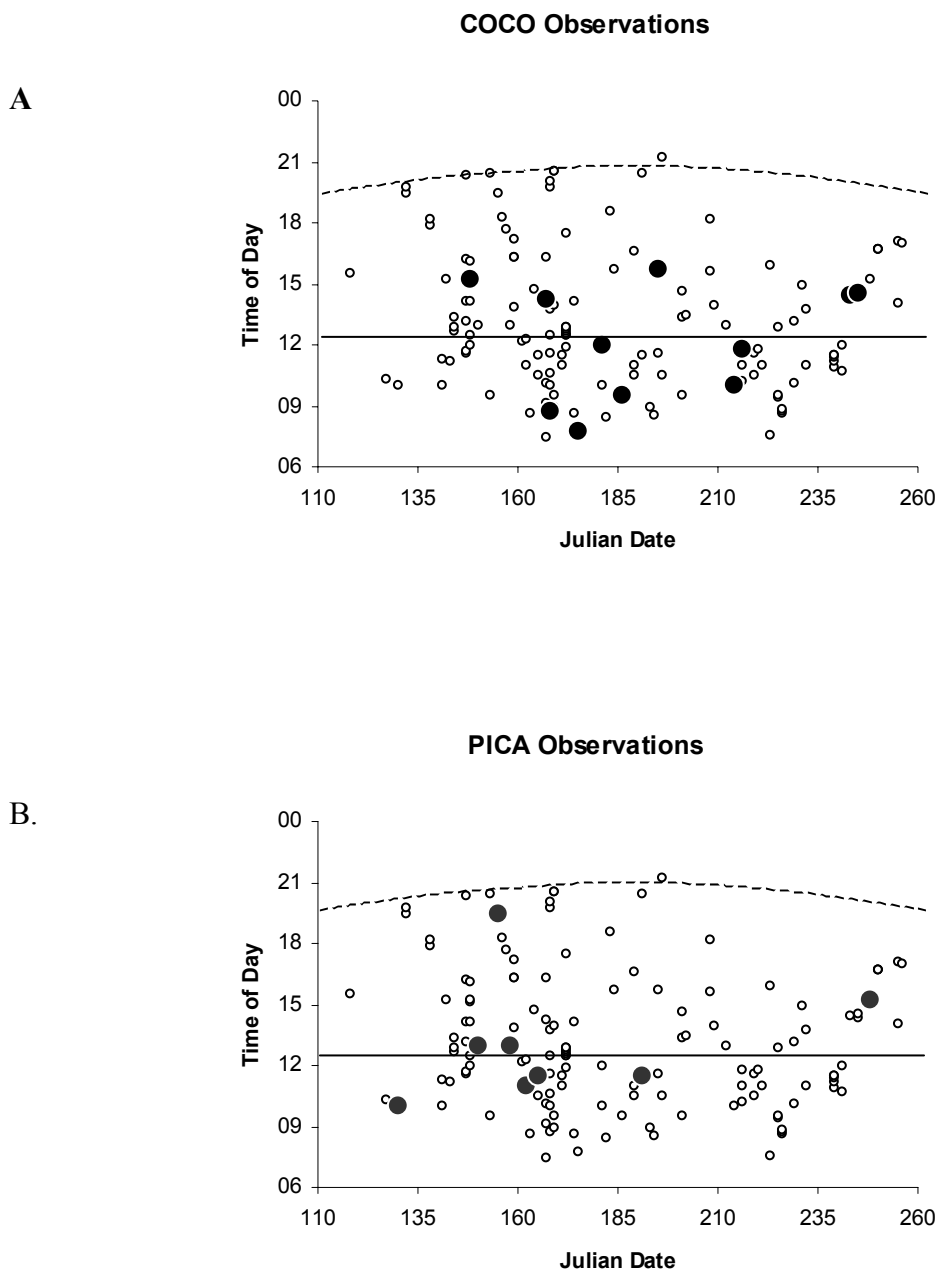 COCO Observations
A
00
21
18
15
12
09
06
Time of Day
110 135 160 185 210 235 260
Julian Date
PICA Observations
B.
00
21
18
15
12
09
06
Time of Day
110 135 160 185 210 235 260
Julian Date